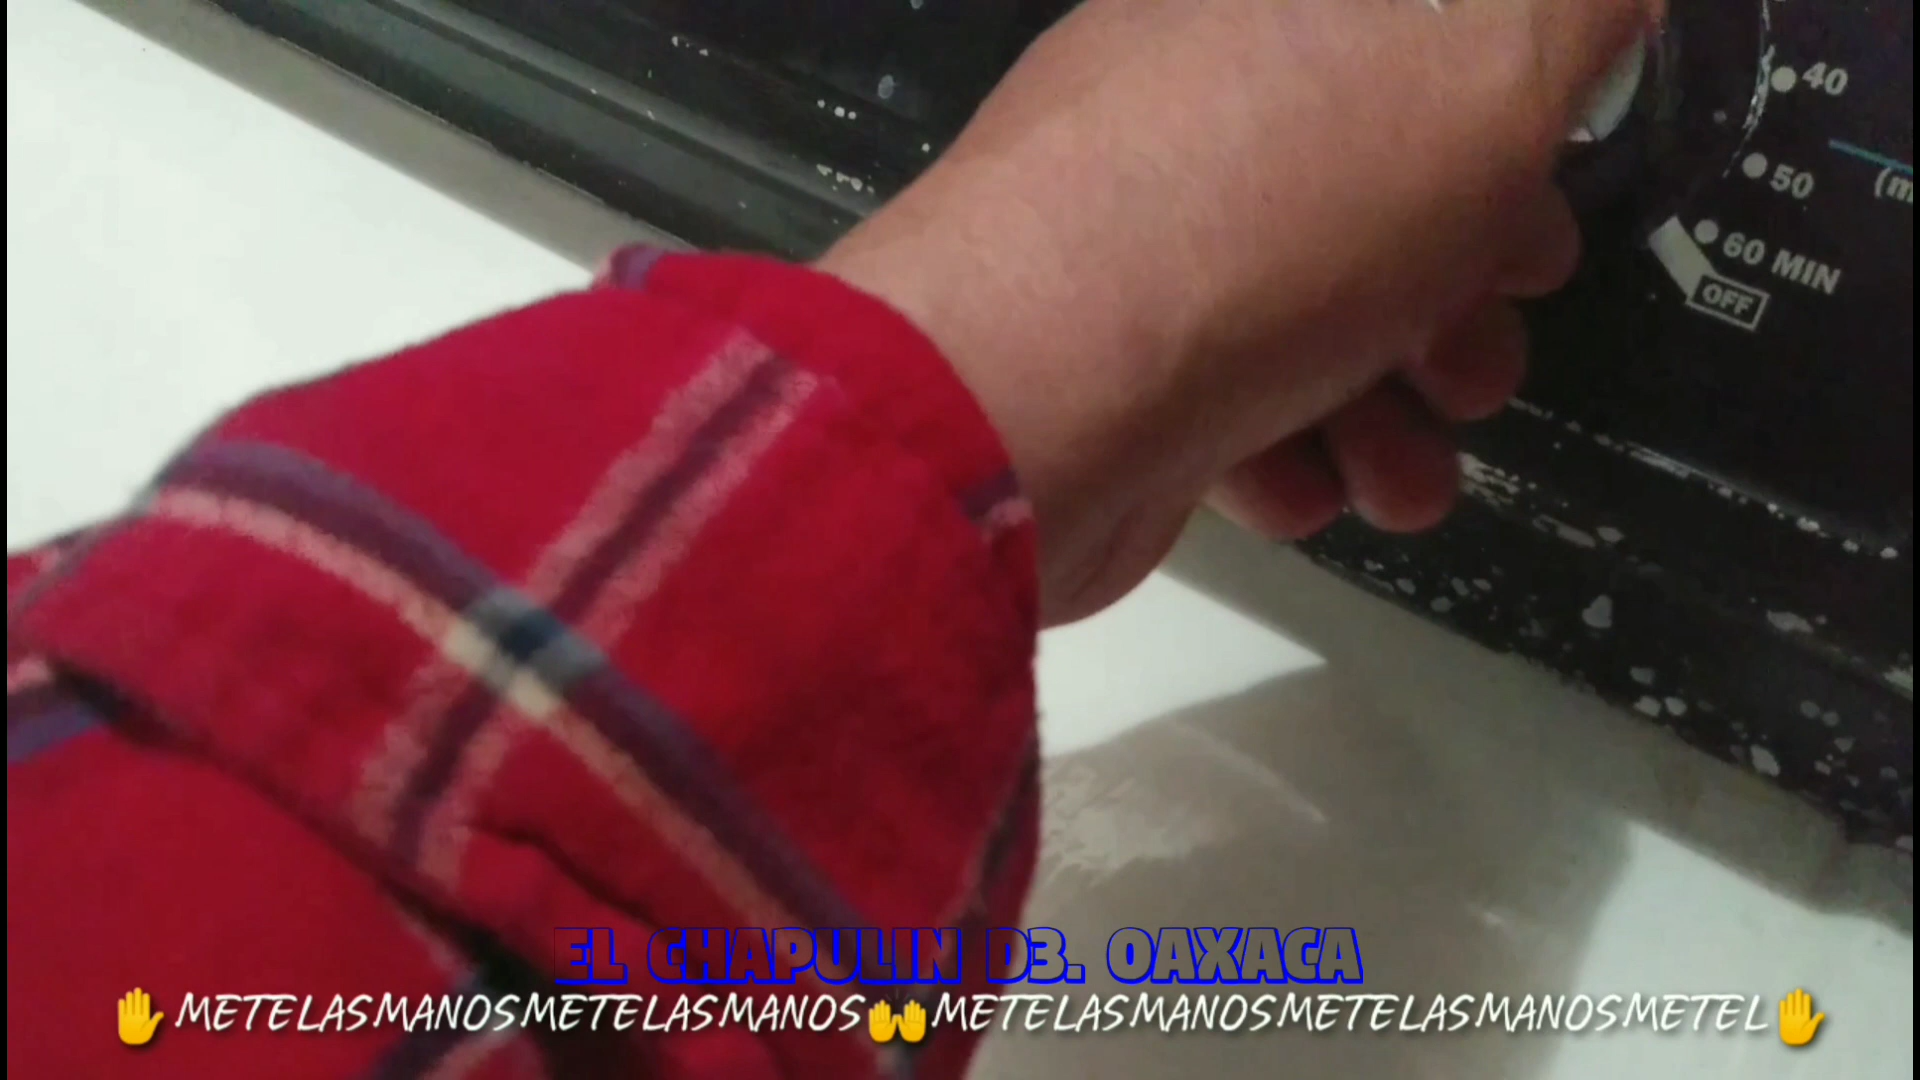 40
50
(m
60 MIN
OFF
EL CHAPULIN D3. OAXACA
✋METELASMANOSMETELASMANOS🙌METELASMANOSMETELASMANOSMETEL✋